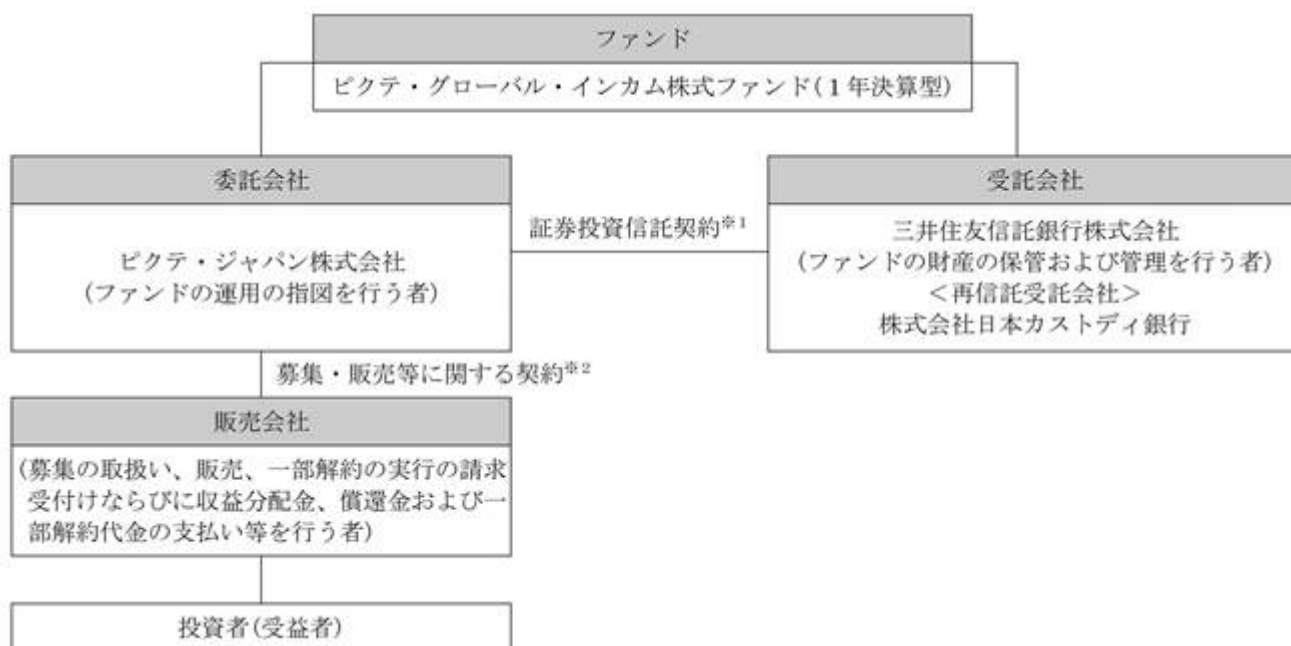 ファンド
ピクテ・グローバル・インカム株式ファンド(1年決算型)
委託会社
ピクテ・ジャパン株式会社
(ファンドの運用の指図を行う者)
証券投資信託契約※1
受託会社
三井住友信託銀行株式会社
(ファンドの財産の保管および管理を行う者)
<再信託受託会社>
株式会社日本カストディ銀行
募集・販売等に関する契約※2
販売会社
(募集の取扱い、販売、一部解約の実行の請求
受付けならびに収益分配金、償還金および一
部解約代金の支払い等を行う者)
投資者(受益者)